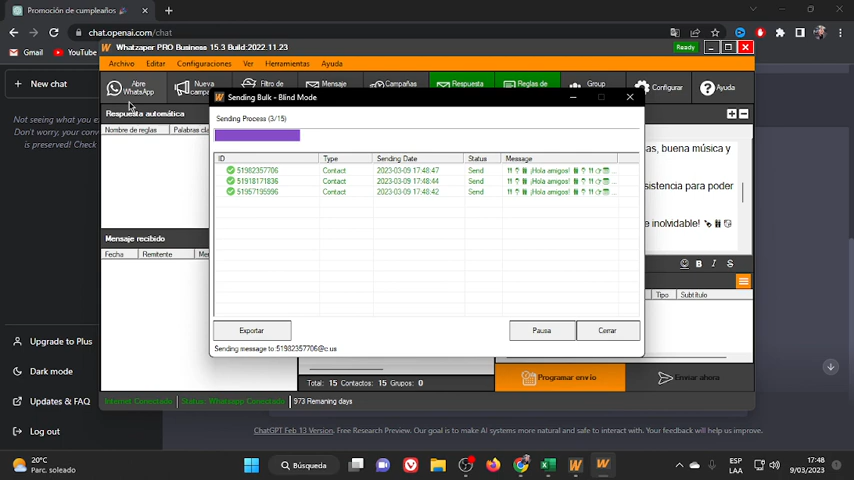 Promoción de cumpleaños
chat.openai.com/chat
Gmail
YouTube
Whatzaper PRO Business 15.3 Build:2022.11.23
Ready
Archivo Editar Configuraciones Ver Herramientas Ayuda
New chat
Abre WhatsApp
Nueva
Filtro de
Mensaje
Campañas
Respuesta
Reglas de
Group
Configurar
Ayuda
Respuesta automática
Nombre de reglas
Not seeing what you
Don't worry, your
is preserved! Check
Sending Bulk - Blind Mode
Sending Process (3/15)
ID Type Sending Date Status Message
51982357706 Contact 2023-03-09 17:48:47 Send ¡Hola amigos! ...
51918171836 Contact 2023-03-09 17:48:44 Send ¡Hola amigos! ...
51957195996 Contact 2023-03-09 17:48:42 Send ¡Hola amigos! ...
Exportar Pausa Cerrar
Sending message to:51982357706@c.us
buena música y
para poder
inolvidable!
B I S
Tipo Subtítulo
Mensaje recibido
Fecha Remitente
Total: 15 Contactos: 15 Grupos: 0
Programar envío
Enviar ahora
Internet Conectado Status: Whatsapp Conectado 973 Remaning days
Upgrade to Plus
Dark mode
Updates & FAQ
Log out
ChatGPT Feb 13 Version. Free Research Preview. Our goal is to make AI systems more natural and safe to interact with. Your feedback will help us improve.
20°C
Parc. soleado
Búsqueda
ESP
LAA
17:48
9/03/2023